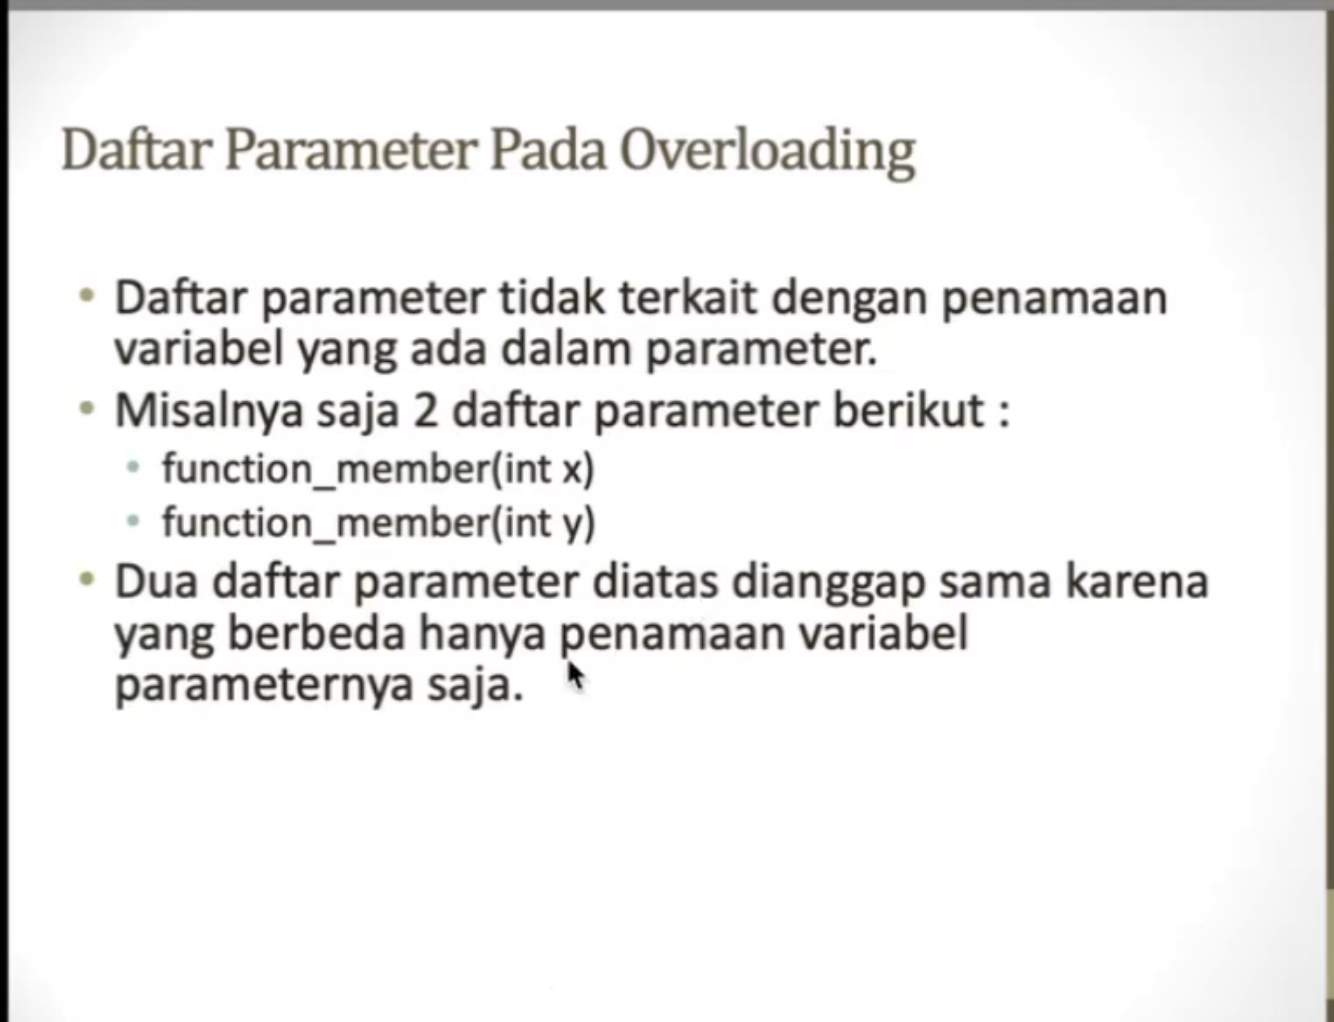 Daftar Parameter Pada Overloading
• Daftar parameter tidak terkait dengan penamaan
variabel yang ada dalam parameter.
• Misalnya saja 2 daftar parameter berikut :
• function_member(int x)
• function_member(int y)
• Dua daftar parameter diatas dianggap sama karena
yang berbeda hanya penamaan variabel
parameternya saja.